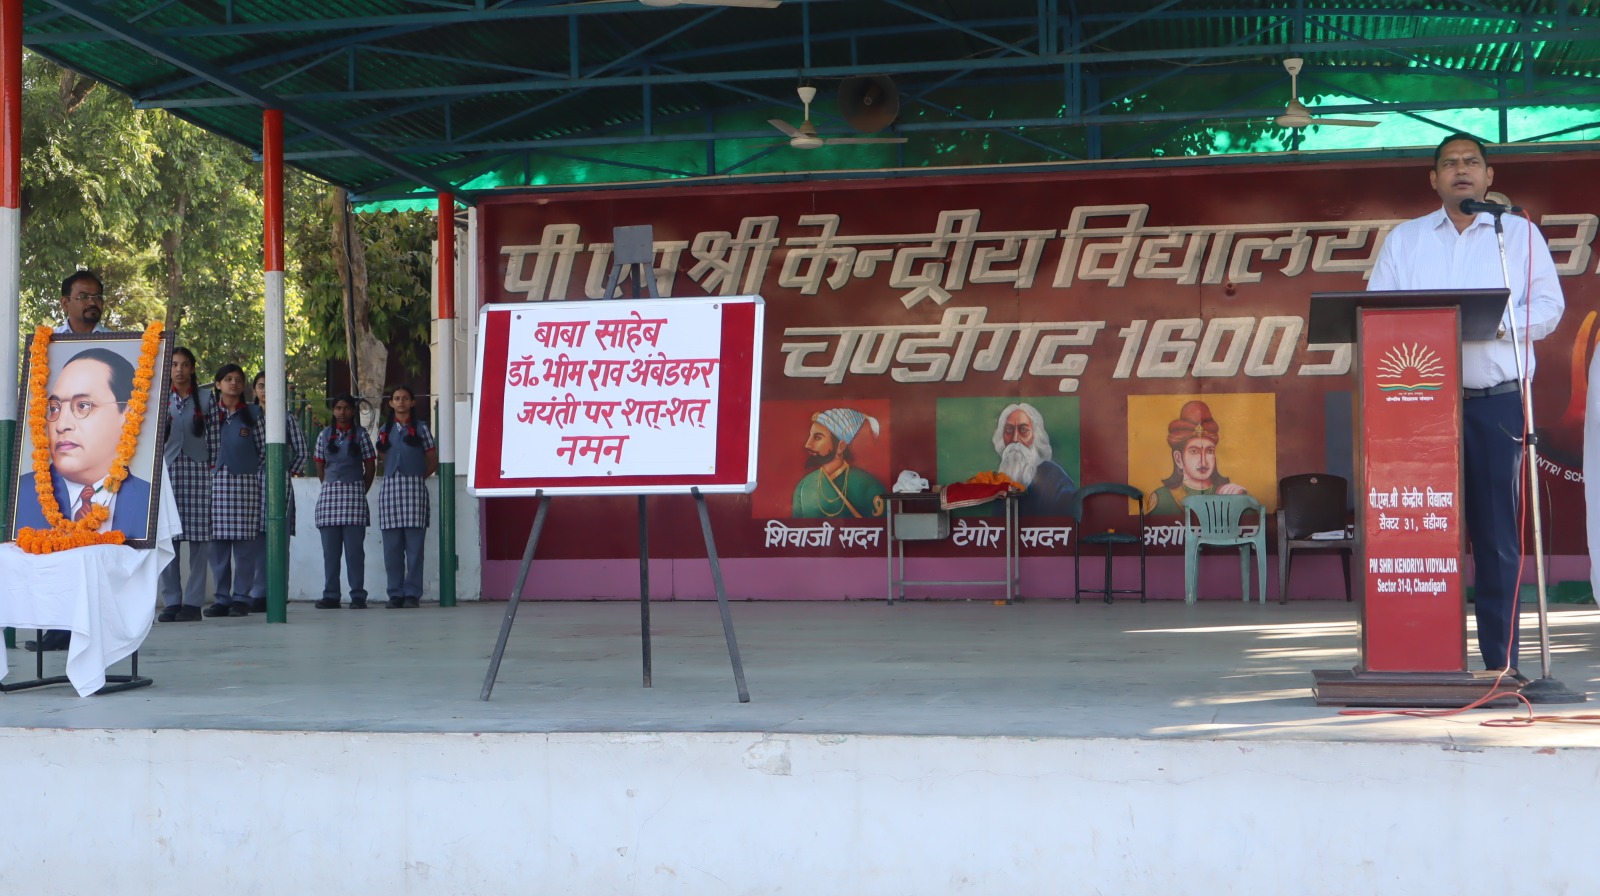 पी एम श्री केन्द्रीय विद्यालय
चण्डीगढ़ 16003
बाबा साहेब
डॉ॰ भीम राव अंबेडकर
जयंती पर शत्-शत्
नमन
शिवाजी सदन
टैगोर सदन
पी.एम.श्री केंद्रीय विद्यालय
सैक्टर 31, चंडीगढ़
PM SHRI KENDRIYA VIDYALAYA
Sector 31-D, Chandigarh